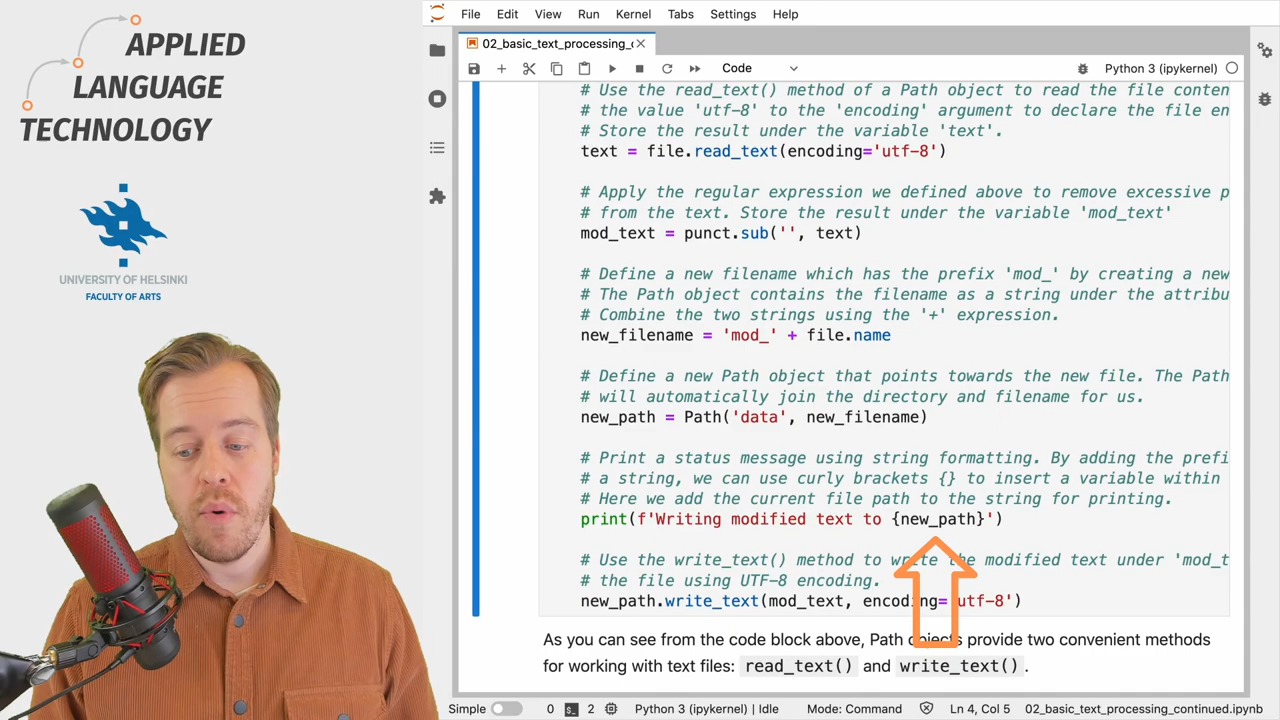 APPLIED
LANGUAGE
TECHNOLOGY
UNIVERSITY OF HELSINKI
FACULTY OF ARTS
File Edit View Run Kernel Tabs Settings Help
02_basic_text_processing_
Code
Python 3 (ipykernel)
# Use the read_text() method of a Path object to read the file conten
# the value 'utf-8' to the 'encoding' argument to declare the file en
# Store the result under the variable 'text'.
text = file.read_text(encoding='utf-8')
# Apply the regular expression we defined above to remove excessive p
# from the text. Store the result under the variable 'mod_text'
mod_text = punct.sub('', text)
# Define a new filename which has the prefix 'mod_' by creating a new
# The Path object contains the filename as a string under the attribu
# Combine the two strings using the '+' expression.
new_filename = 'mod_' + file.name
# Define a new Path object that points towards the new file. The Path
# will automatically join the directory and filename for us.
new_path = Path('data', new_filename)
# Print a status message using string formatting. By adding the prefi
# a string, we can use curly brackets {} to insert a variable within
# Here we add the current file path to the string for printing.
print(f'Writing modified text to {new_path}')
# Use the write_text() method to write the modified text under 'mod_t
# the file using UTF-8 encoding.
new_path.write_text(mod_text, encoding='utf-8')
As you can see from the code block above, Path objects provide two convenient methods
for working with text files: read_text() and write_text().
Simple 0 2 Python 3 (ipykernel) | Idle Mode: Command Ln 4, Col 5 02_basic_text_processing_continued.ipynb